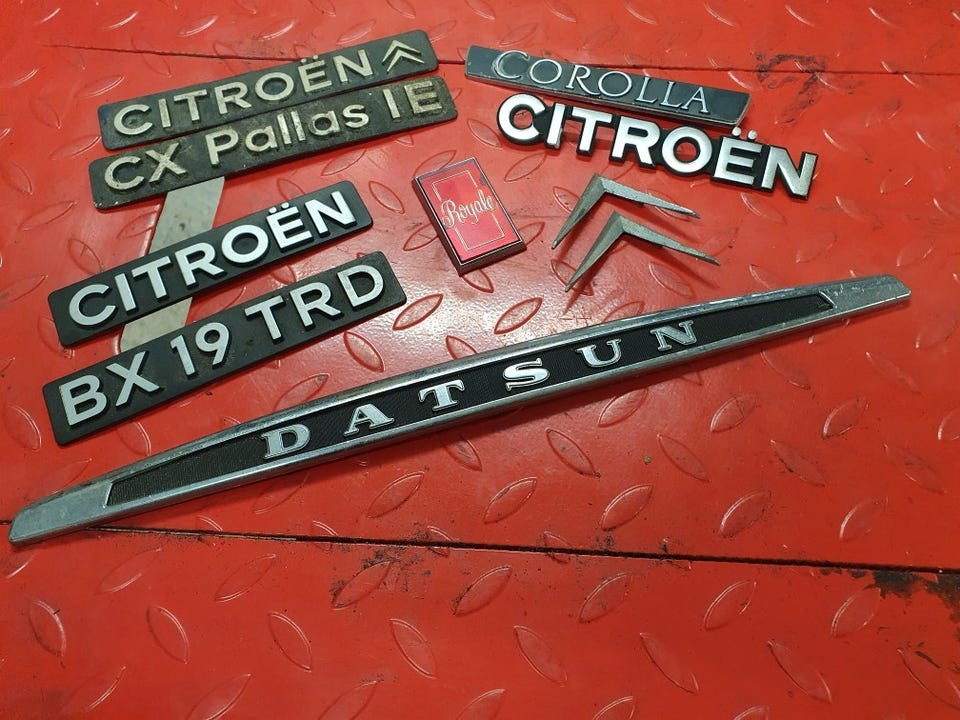 CITROËN
CX Pallas IE
CITROËN
BX 19 TRD
COROLLA
CITROËN
Royale
DATSUN